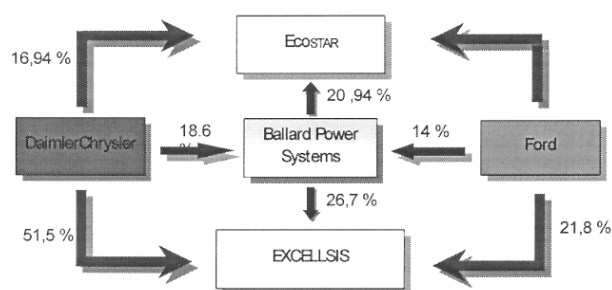 EcoSTAR
16,94 %
20 ,94 %
DaimlerChrysler
18.6
%
Ballard Power
Systems
14 %
Ford
26,7 %
51,5 %
EXCELLSIS
21,8 %